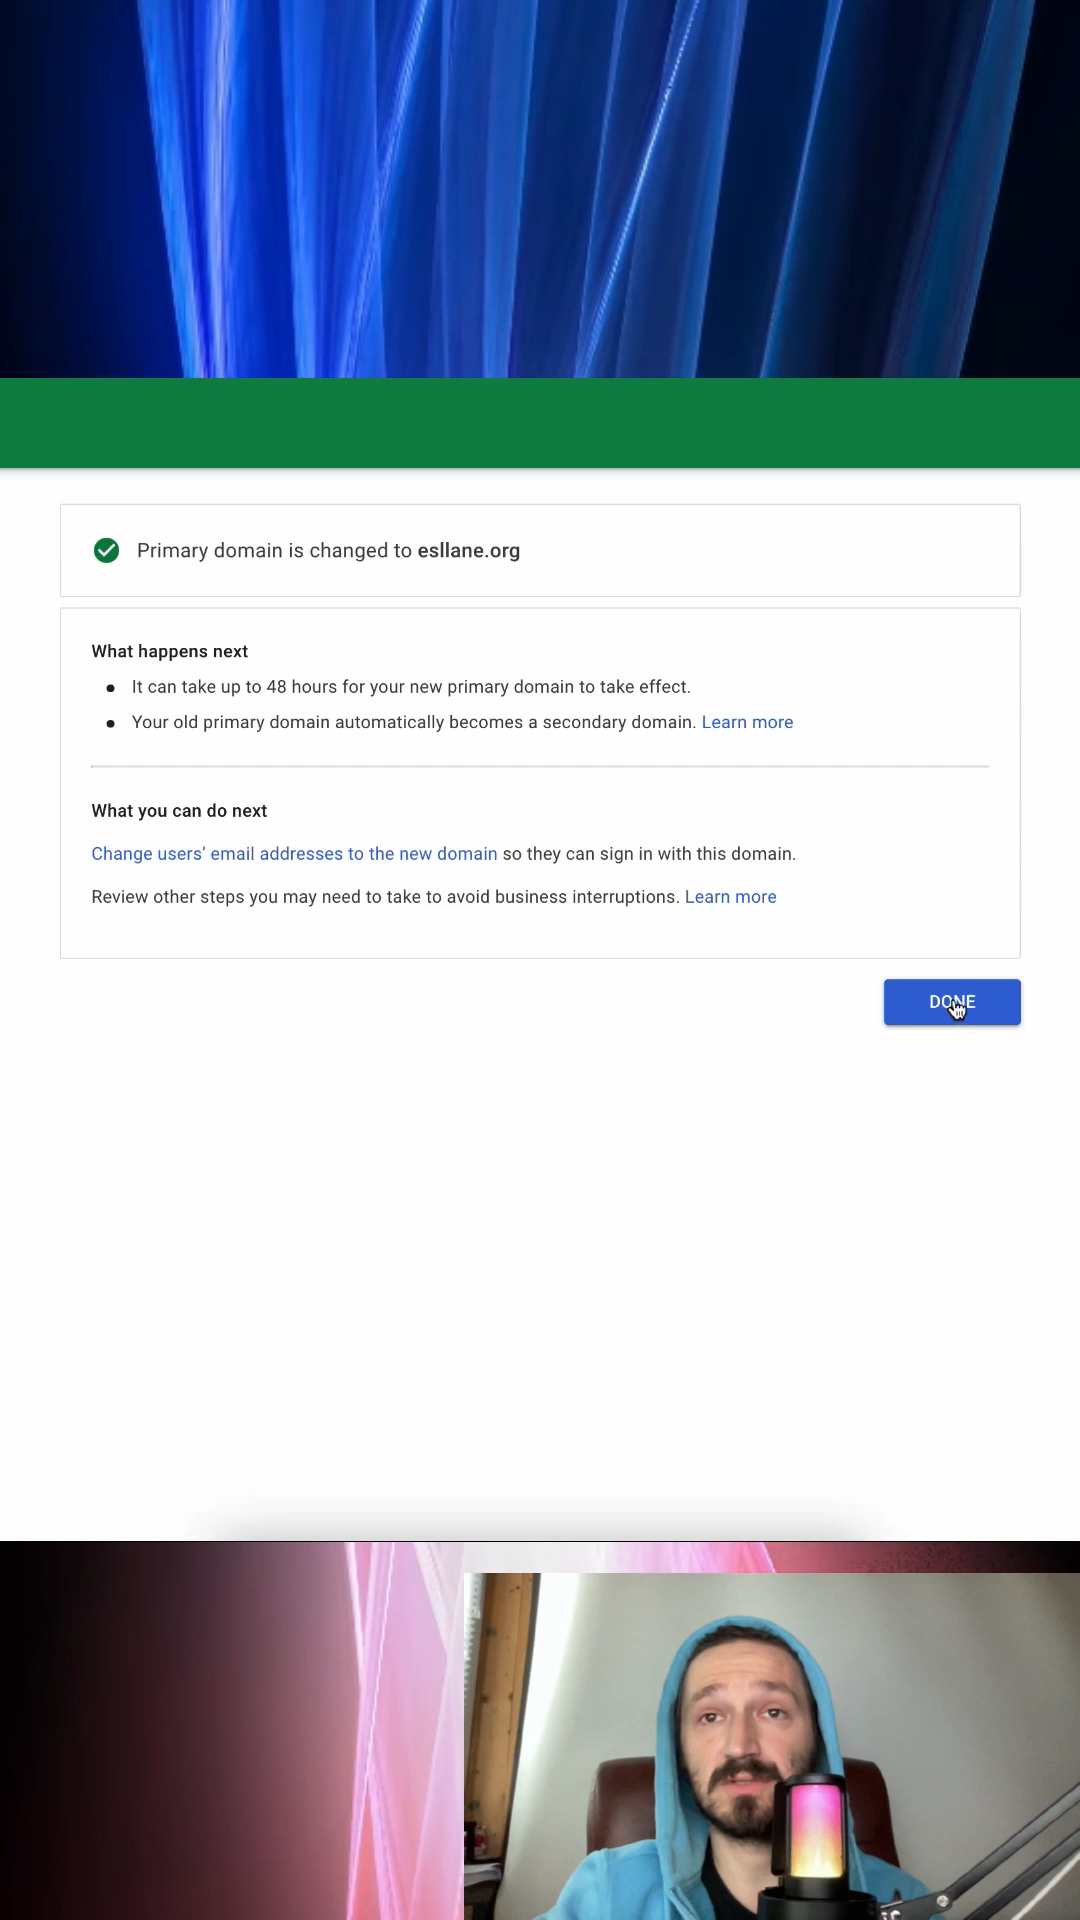 Primary domain is changed to esllane.org
What happens next
It can take up to 48 hours for your new primary domain to take effect.
Your old primary domain automatically becomes a secondary domain. Learn more
What you can do next
Change users’ email addresses to the new domain so they can sign in with this domain.
Review other steps you may need to take to avoid business interruptions. Learn more
DONE